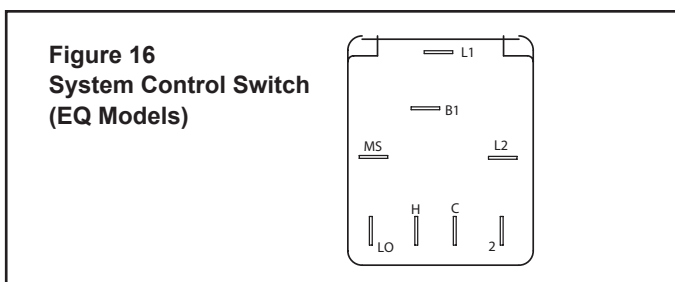 Figure 16
System Control Switch
(EQ Models)
L1
B1
MS
L2
H
C
LO
2